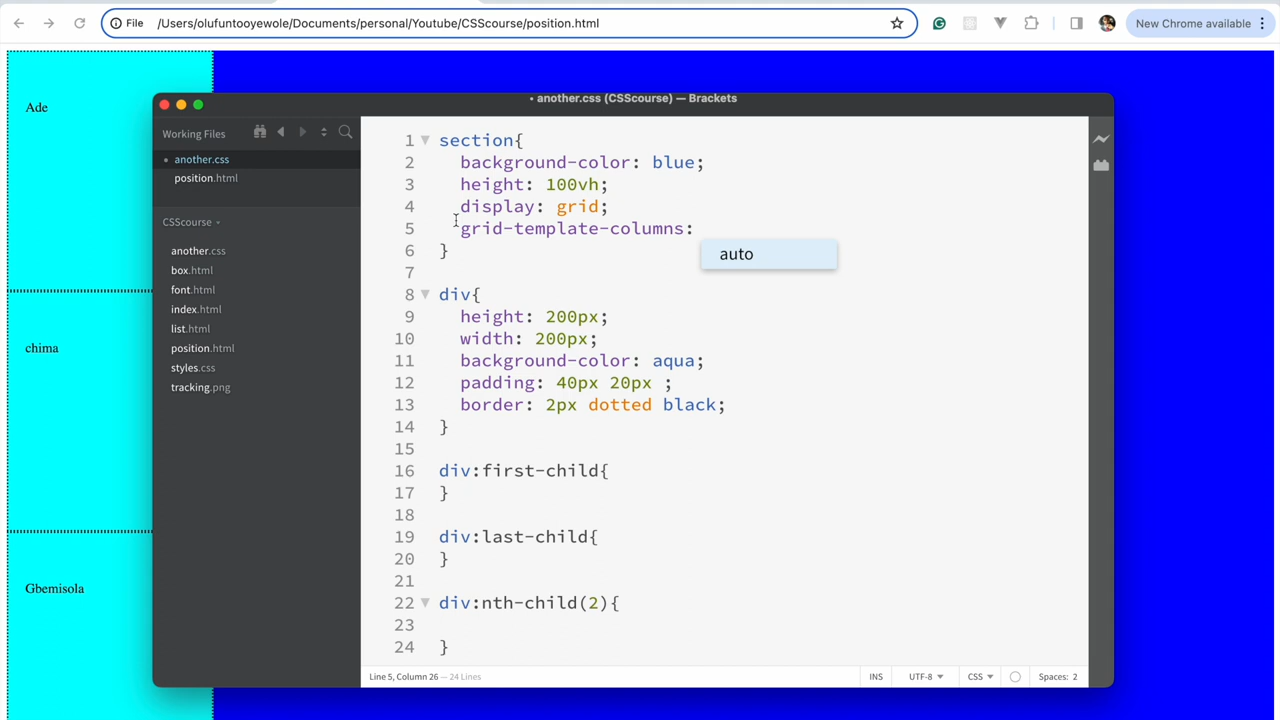 File
/Users/olufuntooyewole/Documents/personal/Youtube/CSScourse/position.html
New Chrome available
Ade
chima
Gbemisola
• another.css (CSScourse) — Brackets
Working Files
another.css
position.html
CSScourse
another.css
box.html
font.html
index.html
list.html
position.html
styles.css
tracking.png
1 section{
2 background-color: blue;
3 height: 100vh;
4 display: grid;
5 grid-template-columns:
auto
6 }
7
8 div{
9 height: 200px;
10 width: 200px;
11 background-color: aqua;
12 padding: 40px 20px ;
13 border: 2px dotted black;
14 }
15
16 div:first-child{
17 }
18
19 div:last-child{
20 }
21
22 div:nth-child(2){
23
24 }
Line 5, Column 26 — 24 Lines
INS
UTF-8
CSS
Spaces: 2